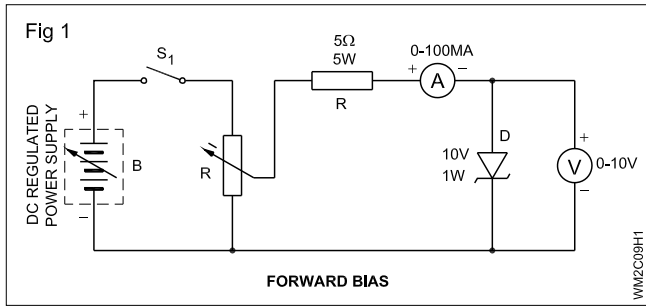 Fig 1
S1
5Ω
5W
R
0-100MA
+
A
–
+
DC REGULATED
POWER SUPPLY
B
–
R
D
10V
1W
+
V
0-10V
–
FORWARD BIAS
WM2C09H1